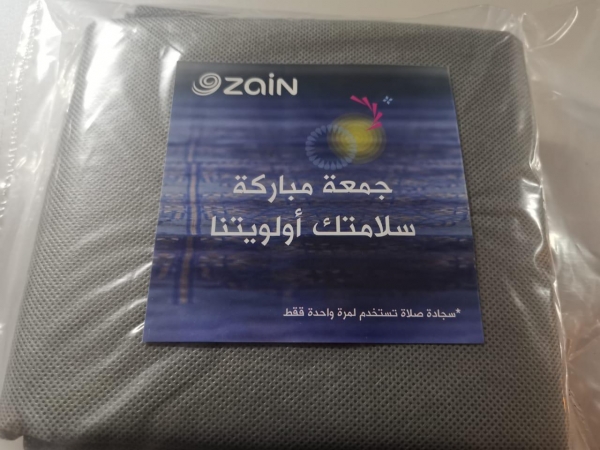 zain
جمعة مباركة
سلامتك أولويتنا
*سجادة صلاة تستخدم لمرة واحدة فقط